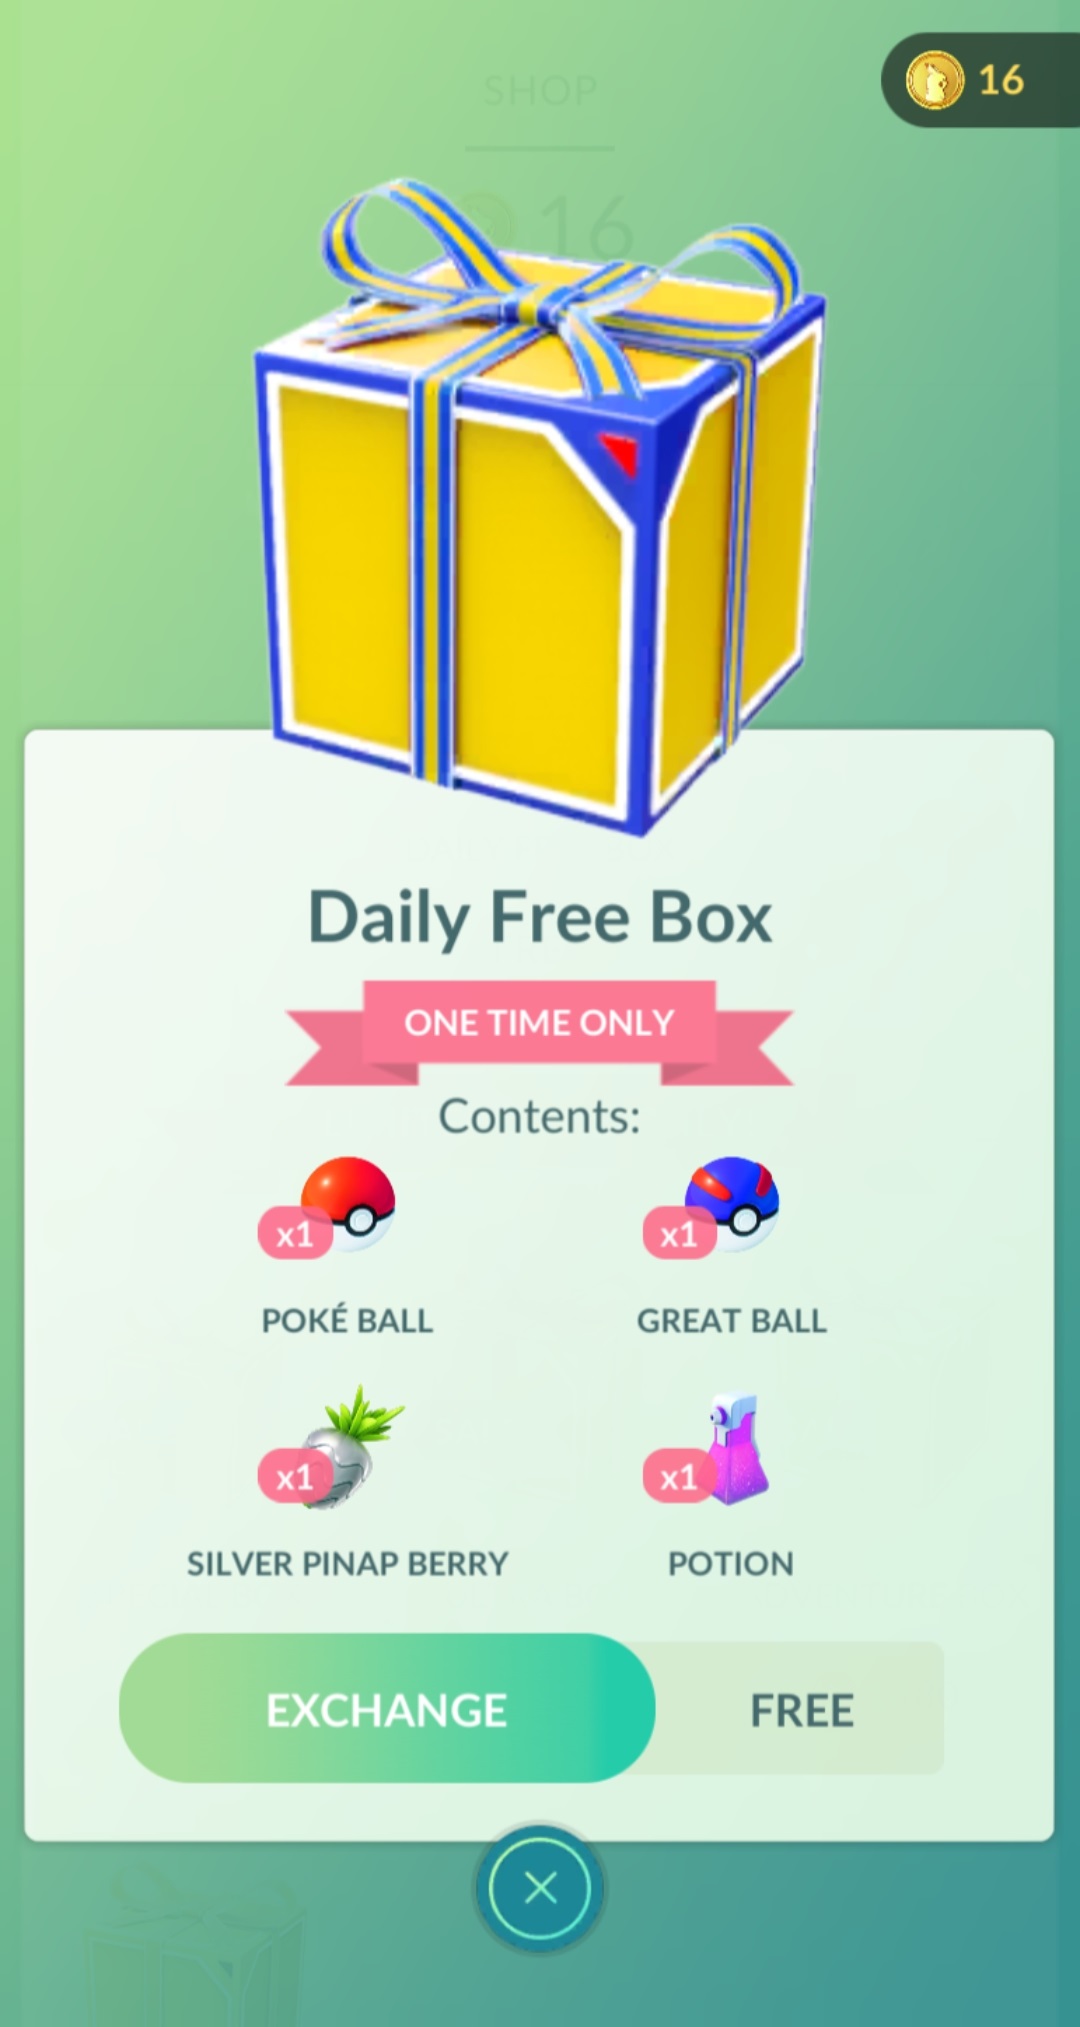 SHOP
16
16
Daily Free Box
ONE TIME ONLY
Contents:
x1
x1
POKÉ BALL
GREAT BALL
x1
x1
SILVER PINAP BERRY
POTION
EXCHANGE
FREE